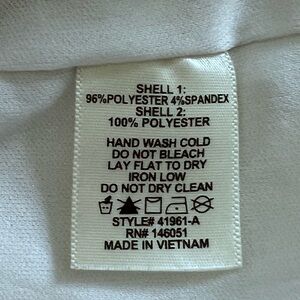 SHELL 1:
96%POLYESTER 4%SPANDEX
SHELL 2:
100% POLYESTER
HAND WASH COLD
DO NOT BLEACH
LAY FLAT TO DRY
IRON LOW
DO NOT DRY CLEAN
STYLE# 41961-A
RN# 146051
MADE IN VIETNAM